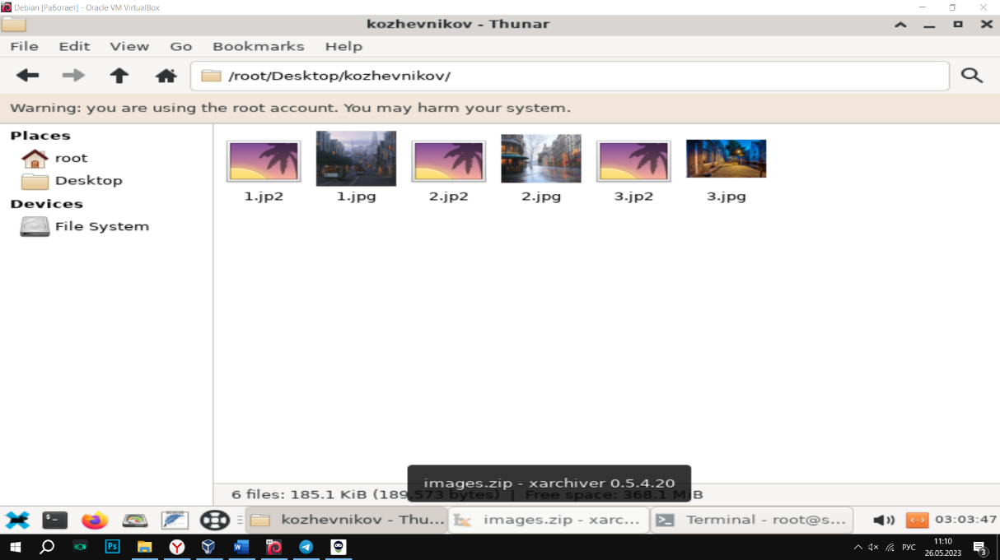 Debian [Работает] - Oracle VM VirtualBox
kozhevnikov - Thunar
File Edit View Go Bookmarks Help
/root/Desktop/kozhevnikov/
Warning: you are using the root account. You may harm your system.
Places
root
Desktop
Devices
File System
1.jp2 1.jpg 2.jp2 2.jpg 3.jp2 3.jpg
images.zip - xarchiver 0.5.4.20
6 files: 185.1 KiB (189,573 bytes) | Free space: 368.1 MiB
kozhevnikov - Thu... images.zip - xarc... Terminal - root@s... 03:03:47
Ps Y W РУС 11:10
26.05.2023 3